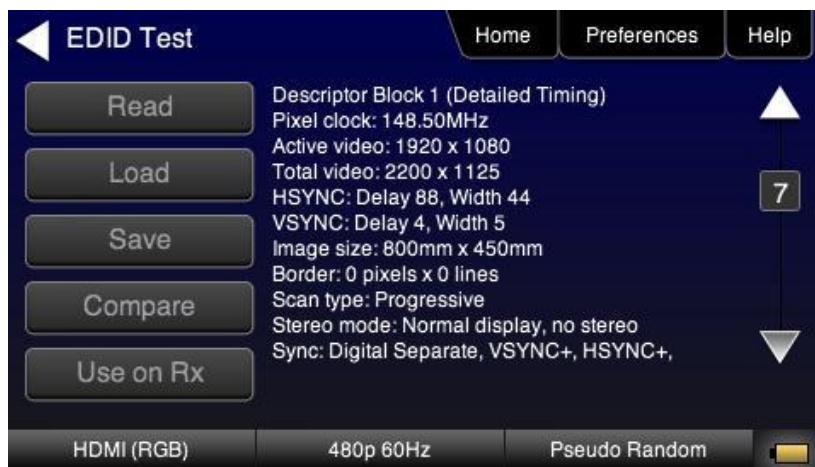 EDID Test
Home
Preferences
Help
Read
Load
Save
Compare
Use on Rx
Descriptor Block 1 (Detailed Timing)
Pixel clock: 148.50MHz
Active video: 1920 x 1080
Total video: 2200 x 1125
HSYNC: Delay 88, Width 44
VSYNC: Delay 4, Width 5
Image size: 800mm x 450mm
Border: 0 pixels x 0 lines
Scan type: Progressive
Stereo mode: Normal display, no stereo
Sync: Digital Separate, VSYNC+, HSYNC+,
7
HDMI (RGB)
480p 60Hz
Pseudo Random